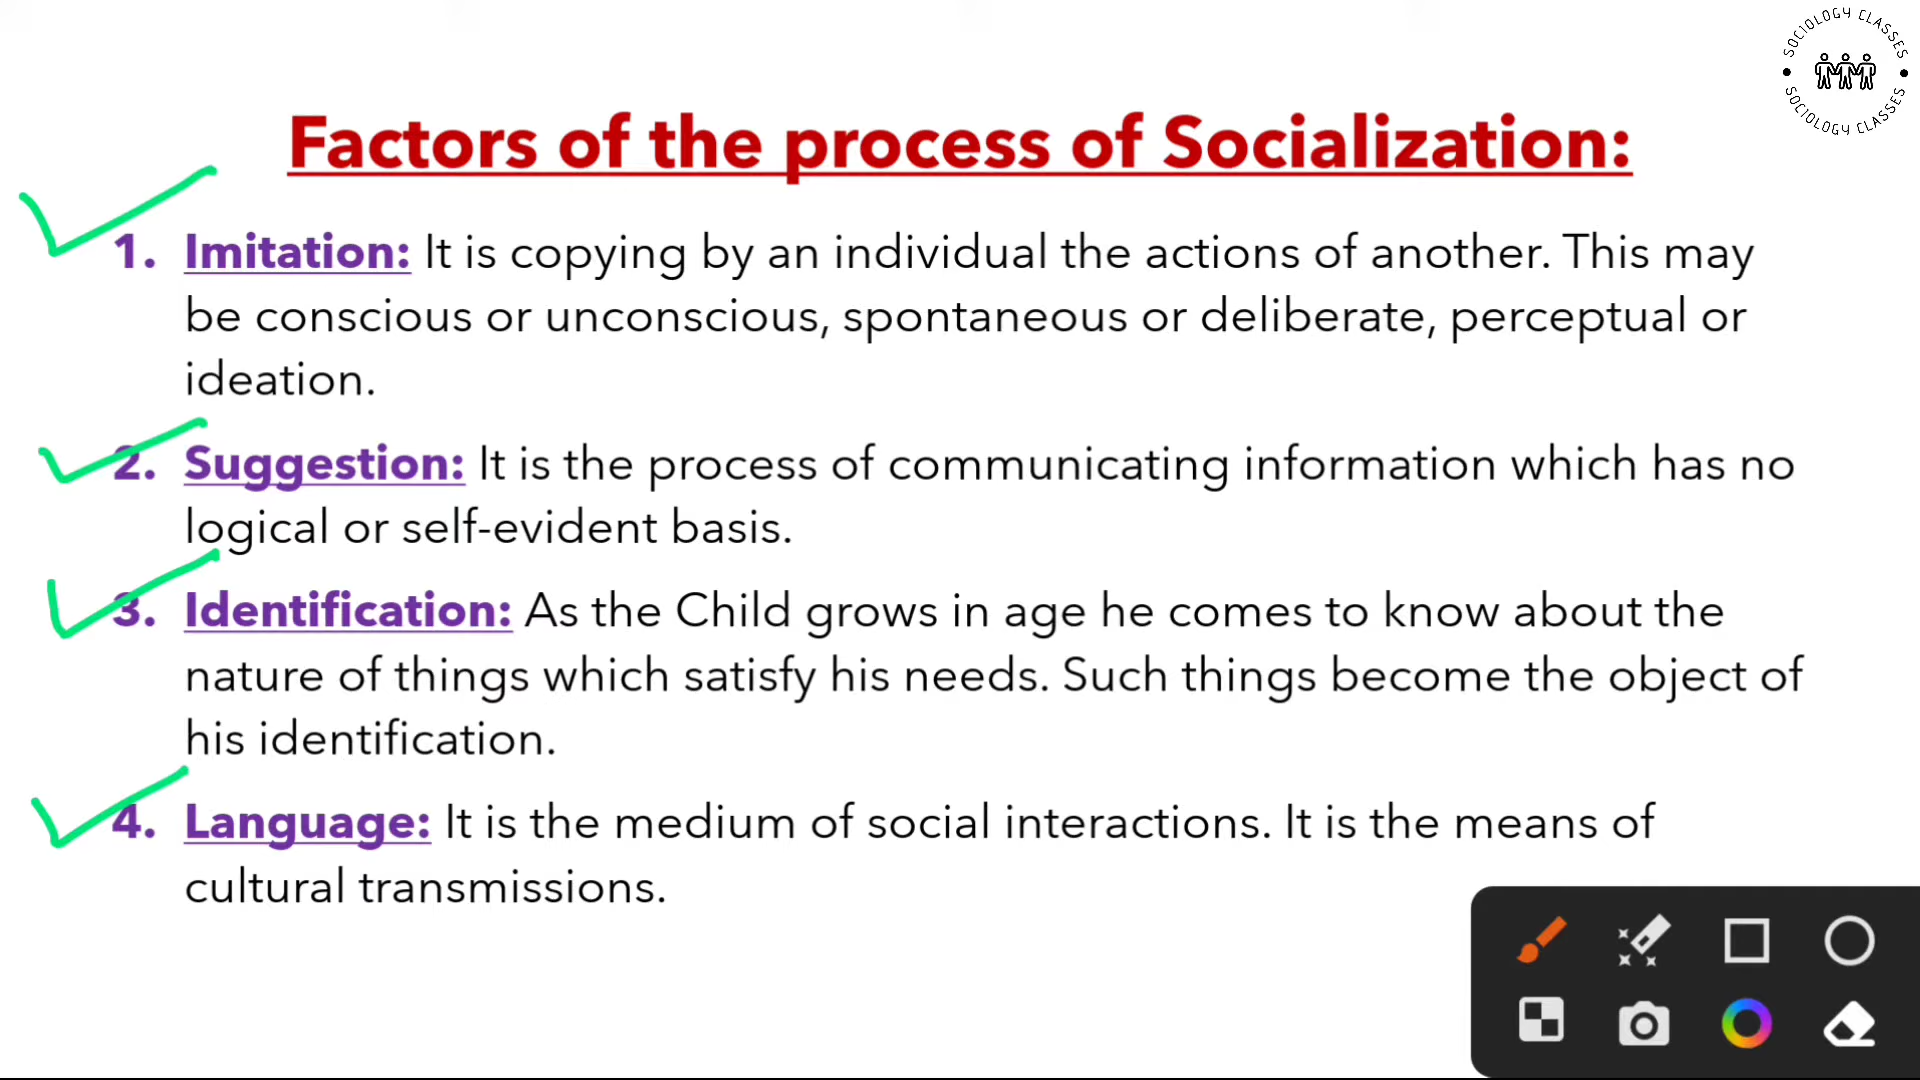 SOCIOLOGY CLASSES
SOCIOLOGY CLASSES
Factors of the process of Socialization:
1. Imitation: It is copying by an individual the actions of another. This may
be conscious or unconscious, spontaneous or deliberate, perceptual or
ideation.
2. Suggestion: It is the process of communicating information which has no
logical or self-evident basis.
3. Identification: As the Child grows in age he comes to know about the
nature of things which satisfy his needs. Such things become the object of
his identification.
4. Language: It is the medium of social interactions. It is the means of
cultural transmissions.